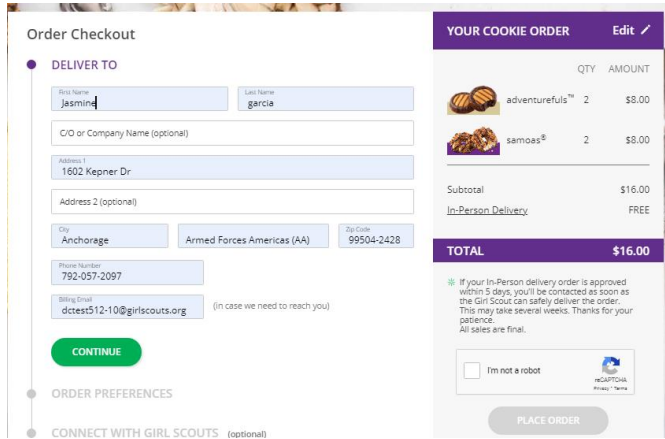 Order Checkout
DELIVER TO
First Name
Jasmine
Last Name
garcia
C/O or Company Name (optional)
Address 1
1602 Kepner Dr
Address 2 (optional)
City
Anchorage
Armed Forces Americas (AA)
Zip Code
99504-2428
Phone Number
792-057-2097
Billing Email
dctest512-10@girlscouts.org
(in case we need to reach you)
CONTINUE
ORDER PREFERENCES
CONNECT WITH GIRL SCOUTS (optional)
YOUR COOKIE ORDER Edit
QTY AMOUNT
adventurefuls™ 2 $8.00
samoas® 2 $8.00
Subtotal $16.00
In-Person Delivery FREE
TOTAL $16.00
If your In-Person delivery order is approved
within 5 days, you'll be contacted as soon as
the Girl Scout can safely deliver the order.
This may take several weeks. Thanks for your
patience.
All sales are final.
I'm not a robot
reCAPTCHA
Privacy * Terms
PLACE ORDER